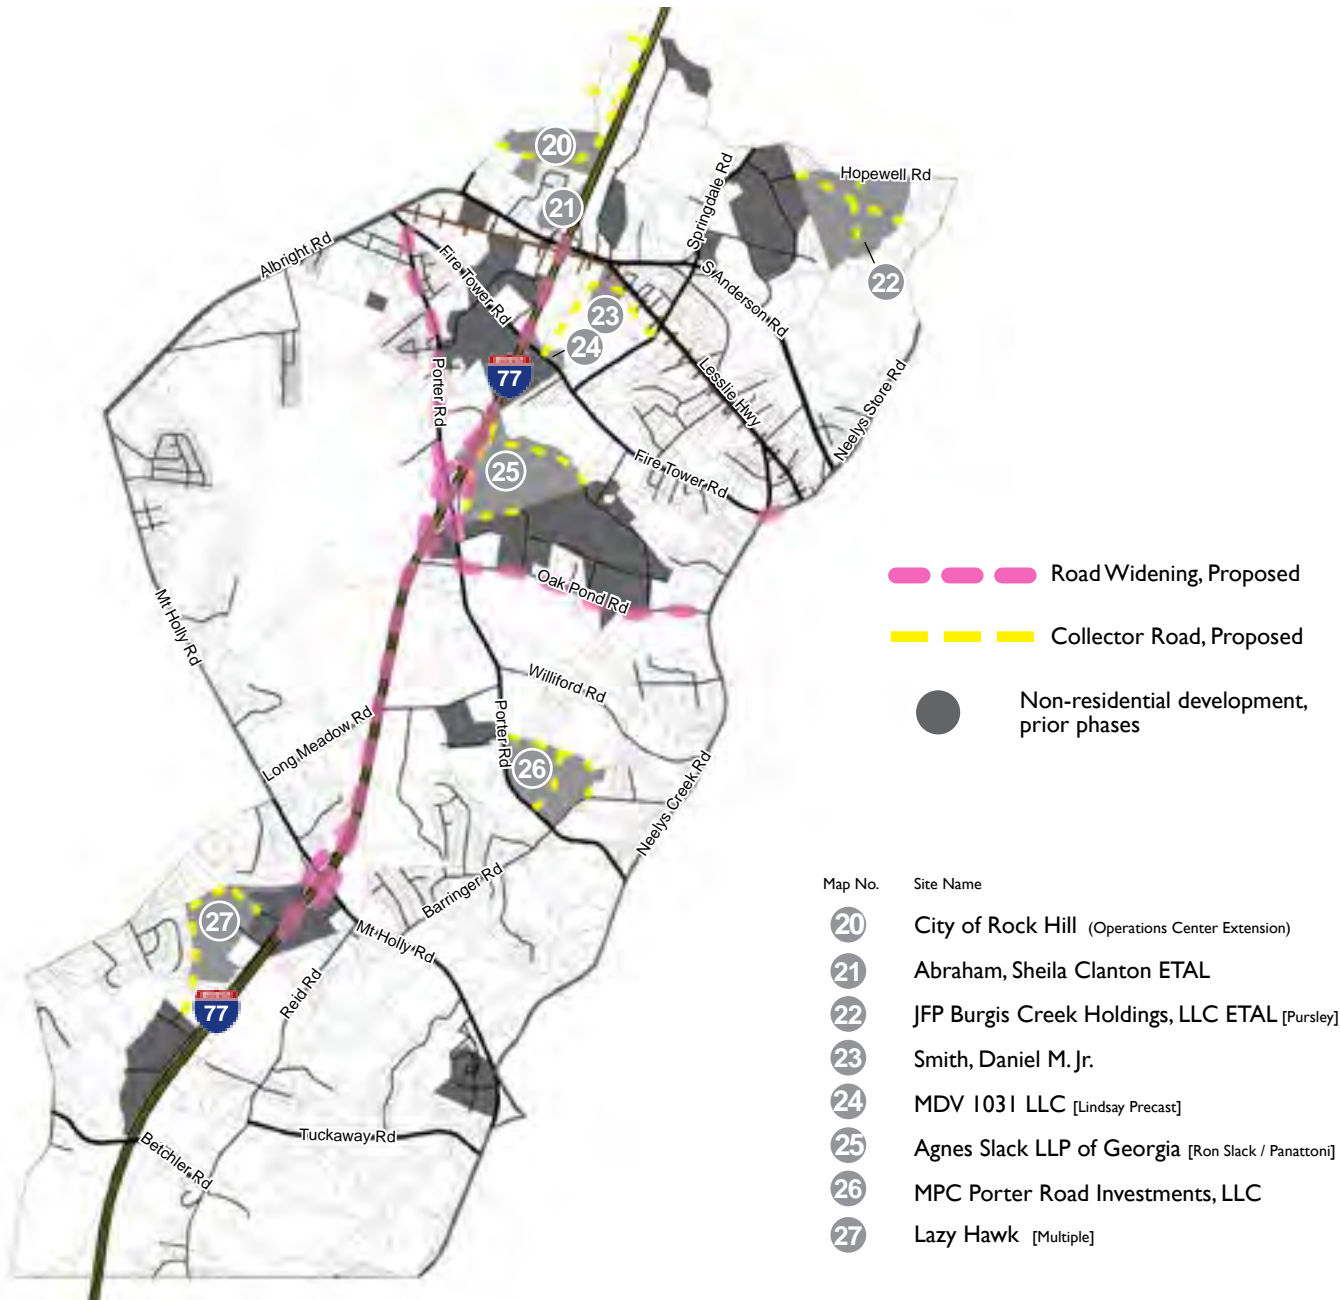 20
21
Hopewell Rd
Springdale Rd
22
Albright Rd
Fire Tower Rd
S Anderson Rd
23
24
77
Porter Rd
Lesslie Hwy
Neelys Store Rd
25
Fire Tower Rd
Oak Pond Rd
Mt Holly Rd
Williford Rd
Long Meadow Rd
Porter Rd
26
Neelys Creek Rd
Barringer Rd
27
Mt Holly Rd
Reid Rd
77
Tuckaway Rd
Betchler Rd
Road Widening, Proposed
Collector Road, Proposed
Non-residential development,
prior phases
Map No. Site Name
20 City of Rock Hill (Operations Center Extension)
21 Abraham, Sheila Clanton ETAL
22 JFP Burgis Creek Holdings, LLC ETAL [Pursley]
23 Smith, Daniel M. Jr.
24 MDV 1031 LLC [Lindsay Precast]
25 Agnes Slack LLP of Georgia [Ron Slack / Panattoni]
26 MPC Porter Road Investments, LLC
27 Lazy Hawk [Multiple]